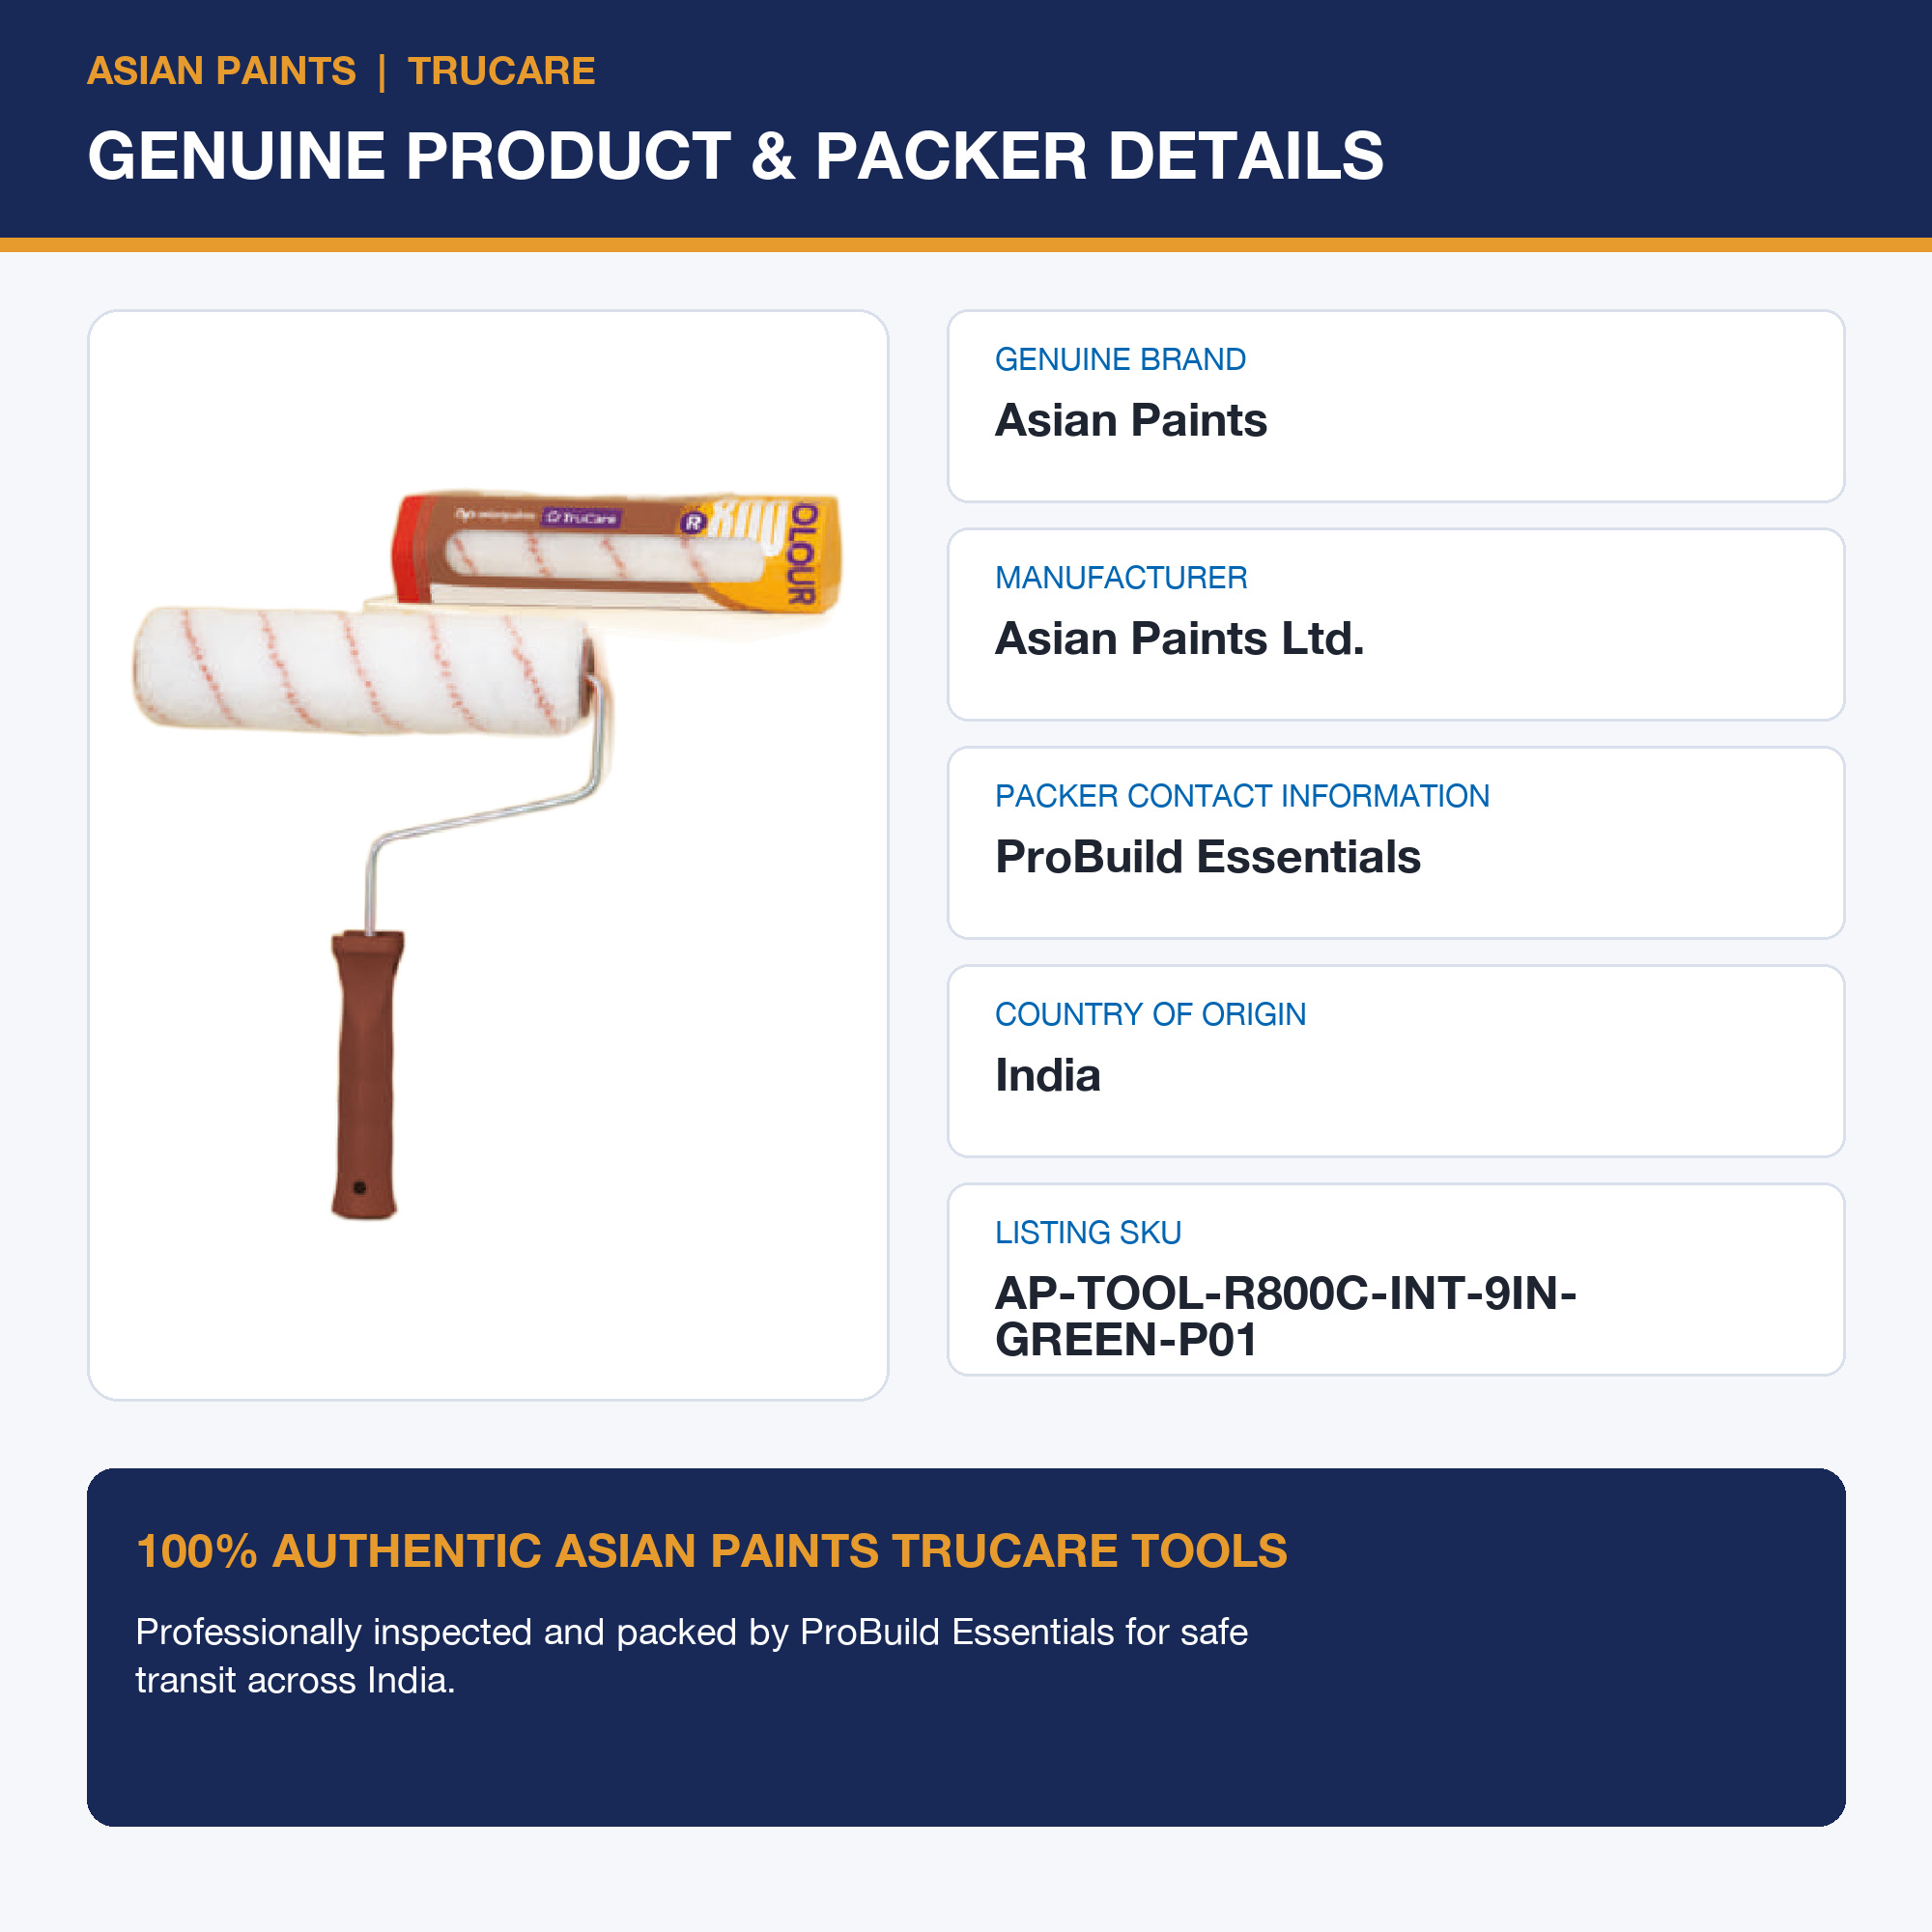 ASIAN PAINTS | TRUCARE
GENUINE PRODUCT & PACKER DETAILS
TruCare
R
OLOUR
GENUINE BRAND
Asian Paints
MANUFACTURER
Asian Paints Ltd.
PACKER CONTACT INFORMATION
ProBuild Essentials
COUNTRY OF ORIGIN
India
LISTING SKU
AP-TOOL-R800C-INT-9IN-
GREEN-P01
100% AUTHENTIC ASIAN PAINTS TRUCARE TOOLS
Professionally inspected and packed by ProBuild Essentials for safe
transit across India.